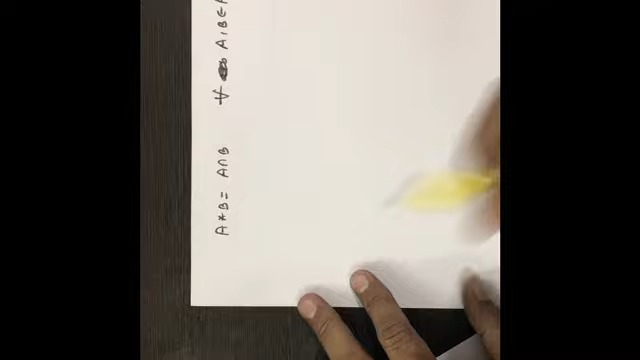 A * B = A ∩ B ∀ A, B ∈